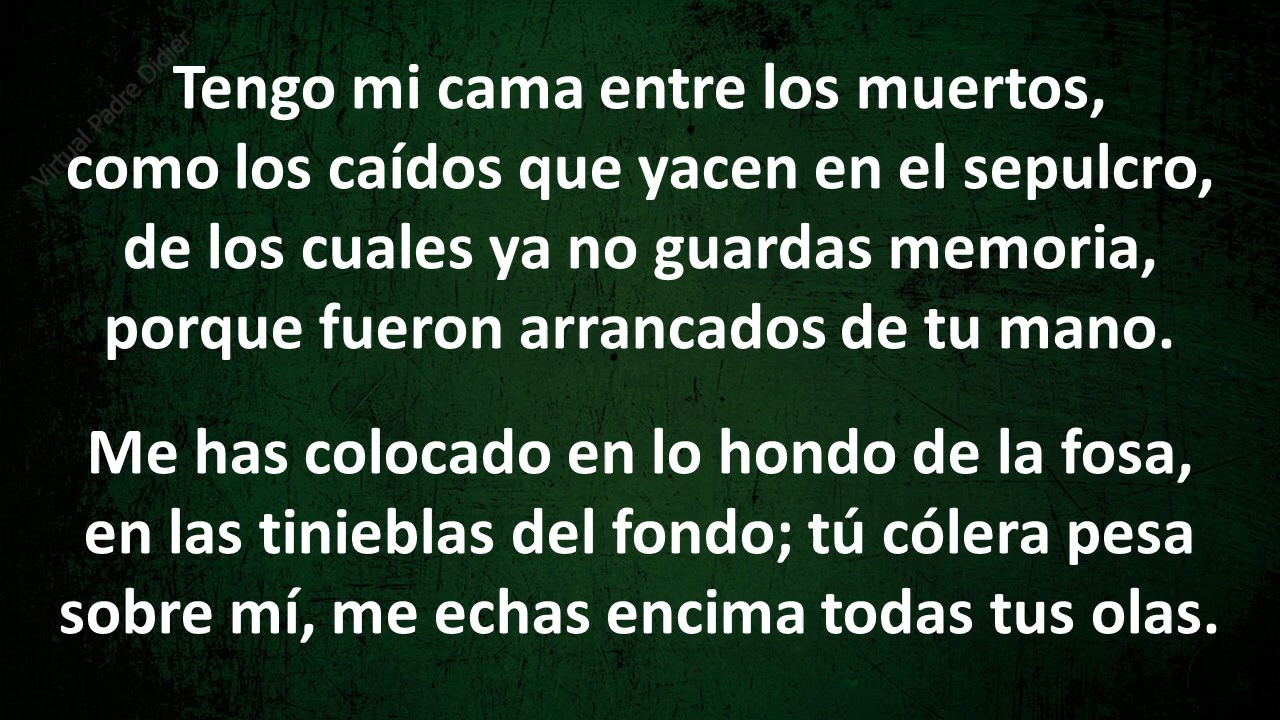 Virtual Padre Didier
Tengo mi cama entre los muertos,
como los caídos que yacen en el sepulcro,
de los cuales ya no guardas memoria,
porque fueron arrancados de tu mano.
Me has colocado en lo hondo de la fosa,
en las tinieblas del fondo; tú cólera pesa
sobre mí, me echas encima todas tus olas.